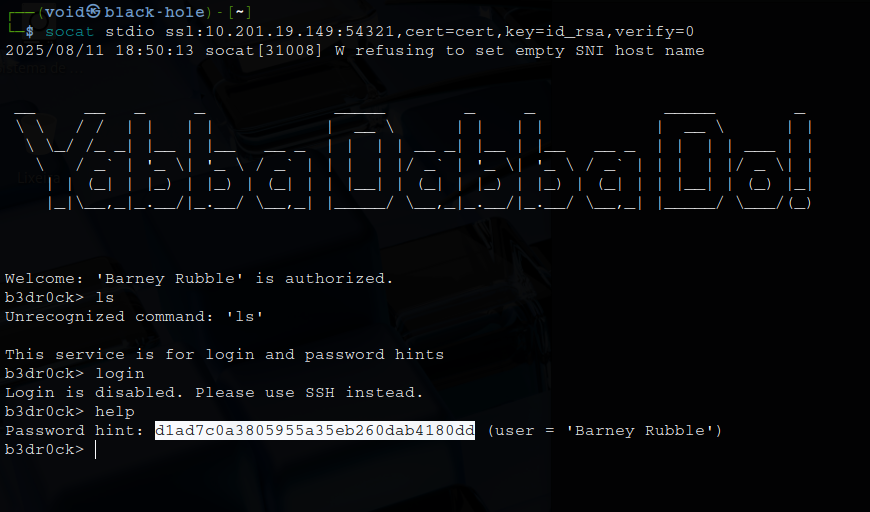 ┌──(void㉿black-hole)-[~]
└─$ socat stdio ssl:10.201.19.149:54321,cert=cert,key=id_rsa,verify=0
2025/08/11 18:50:13 socat[31008] W refusing to set empty SNI host name
Yabba Dabba Do!
Welcome: 'Barney Rubble' is authorized.
b3dr0ck> ls
Unrecognized command: 'ls'
This service is for login and password hints
b3dr0ck> login
Login is disabled. Please use SSH instead.
b3dr0ck> help
Password hint: d1ad7c0a3805955a35eb260dab4180dd (user = 'Barney Rubble')
b3dr0ck>